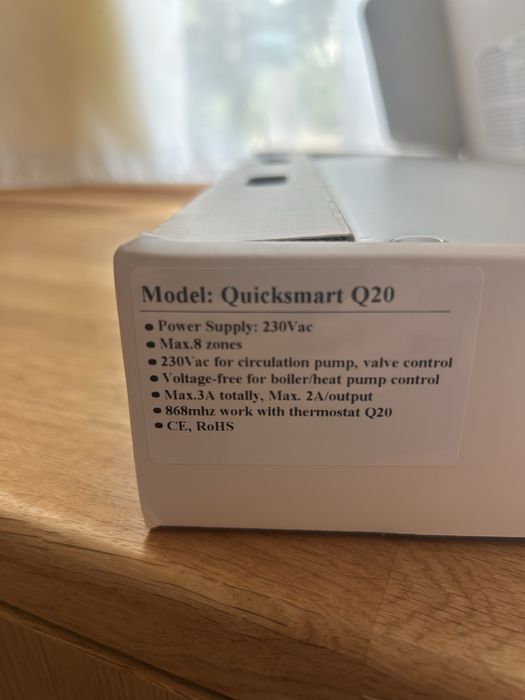 Model: Quicksmart Q20
● Power Supply: 230Vac
● Max.8 zones
● 230Vac for circulation pump, valve control
● Voltage-free for boiler/heat pump control
● Max.3A totally, Max. 2A/output
● 868mhz work with thermostat Q20
● CE, RoHS